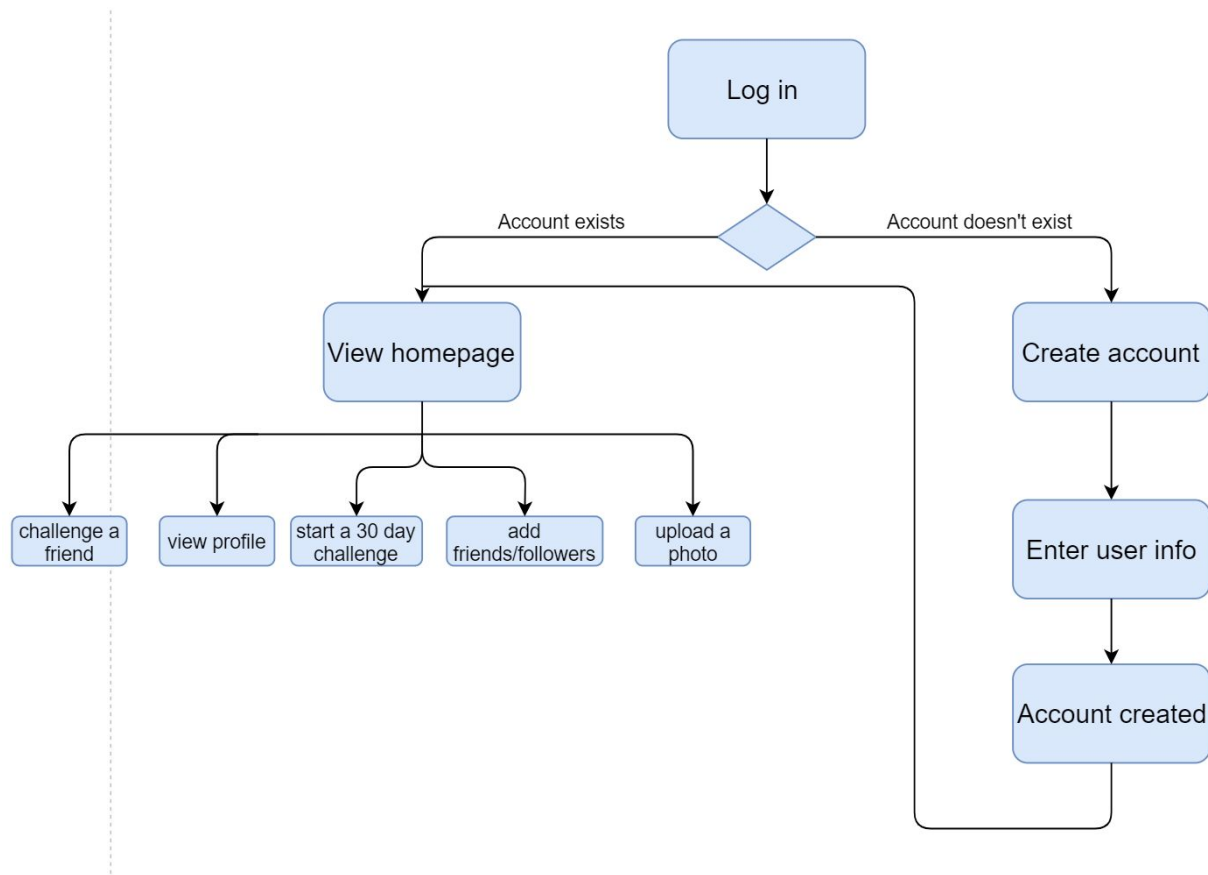 Log in
Account exists
Account doesn't exist
View homepage
Create account
challenge a
friend
view profile
start a 30 day
challenge
add
friends/followers
upload a
photo
Enter user info
Account created